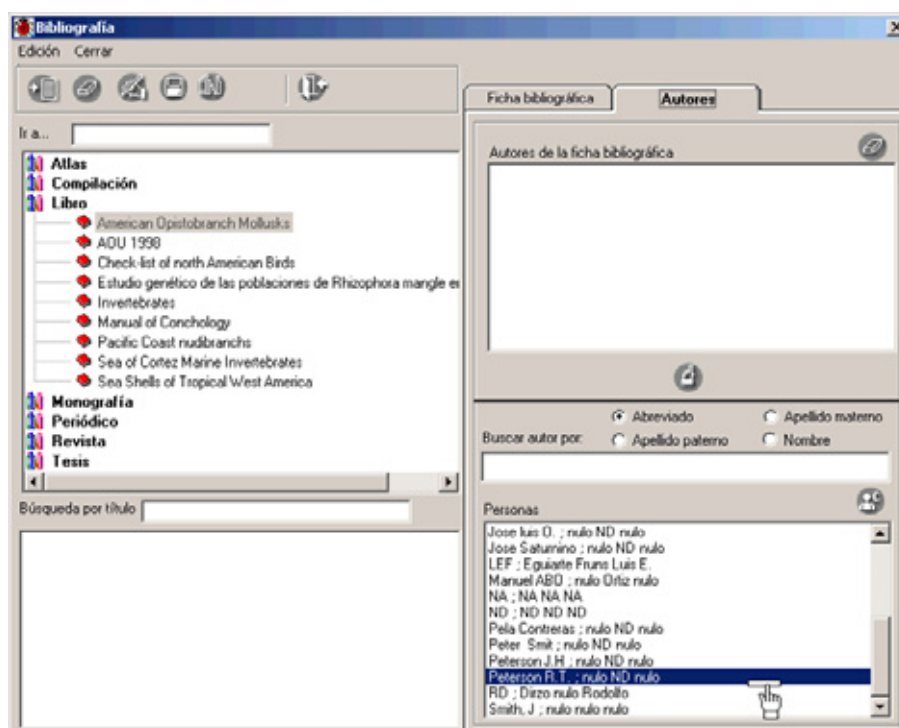 Bibliografía
Edición Cerrar
Ir a...
Atlas
Compilación
Libro
American Opistobranch Mollusks
AOU 1998
Check-list of north American Birds
Estudio genético de las poblaciones de Rhizophora mangle e
Invertebrates
Manual of Conchology
Pacific Coast nudibranchs
Sea of Cortez Marine Invertebrates
Sea Shells of Tropical West America
Monografía
Periódico
Revista
Tesis
Búsqueda por título
Ficha bibliográfica
Autores
Autores de la ficha bibliográfica
Abreviado Apellido materno
Buscar autor por: Apellido paterno Nombre
Personas
Jose luis O. ; nulo ND nulo
Jose Saturnino ; nulo ND nulo
LEF ; Eguiarte Fruns Luis E.
Manuel ABO ; nulo Ortiz nulo
NA ; NA NA NA
ND ; ND ND ND
Pela Contreras ; nulo ND nulo
Peter Smit ; nulo ND nulo
Peterson J.H ; nulo ND nulo
Peterson R.T. ; nulo ND nulo
RD ; Dirzo nulo Rodolfo
Smith, J ; nulo nulo nulo